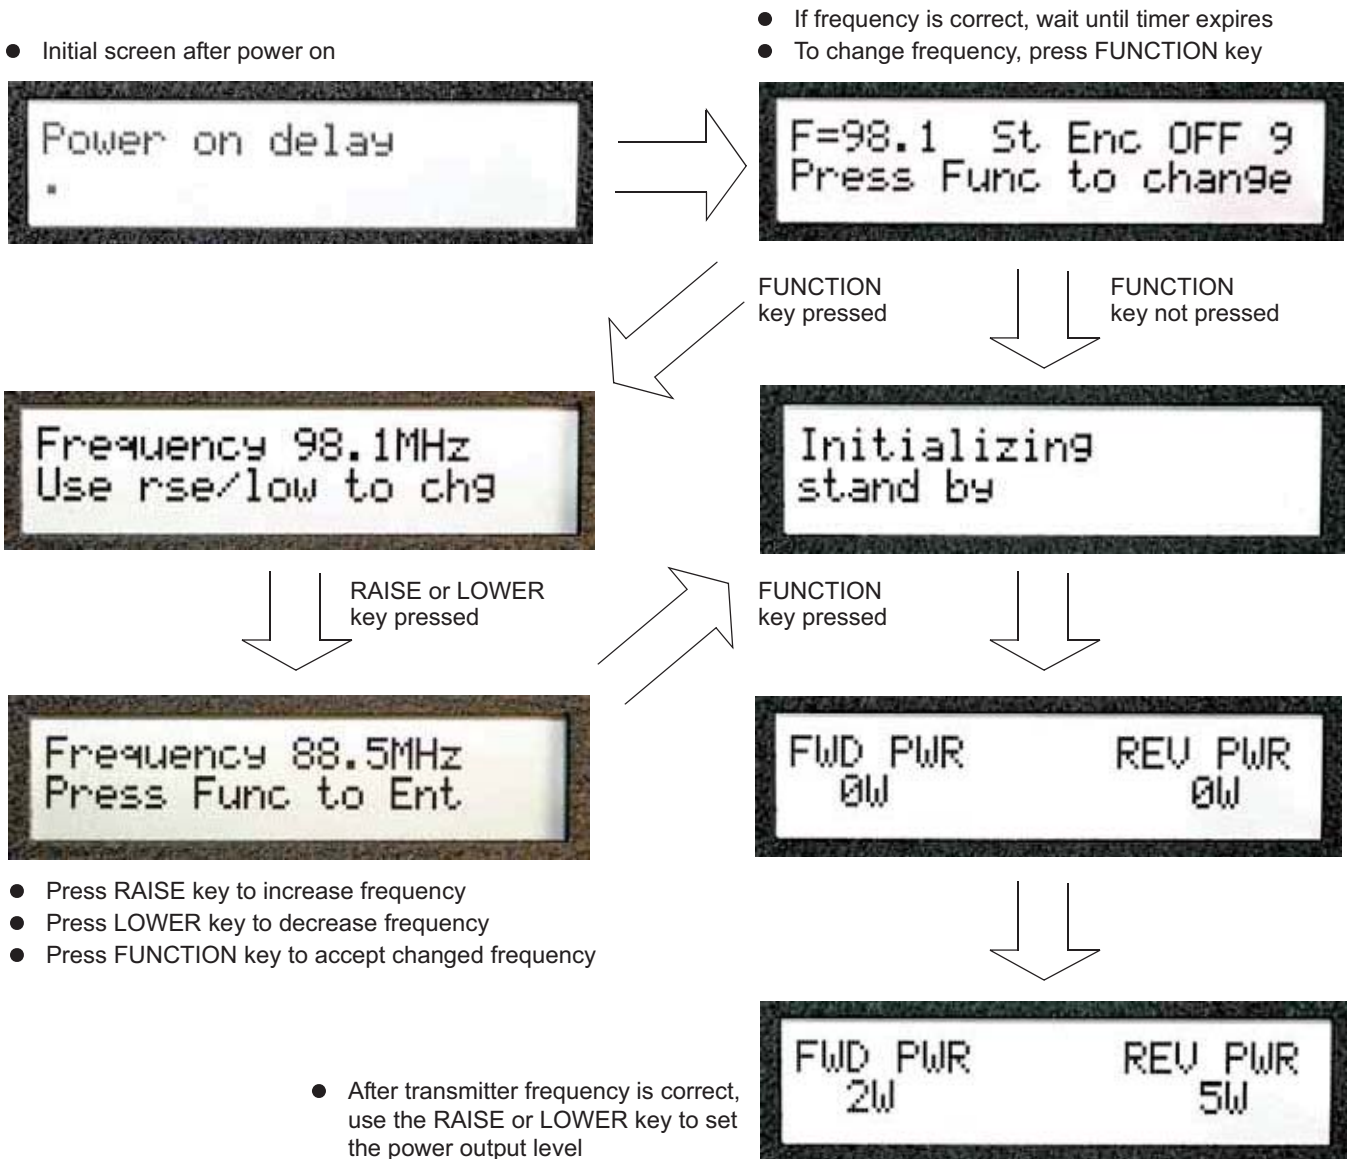 ● Initial screen after power on
● If frequency is correct, wait until timer expires
● To change frequency, press FUNCTION key
Power on delay
.
F=98.1 St Enc OFF 9
Press Func to change
FUNCTION
key pressed
FUNCTION
key not pressed
Frequency 98.1MHz
Use rse/low to chg
Initializing
stand by
RAISE or LOWER
key pressed
FUNCTION
key pressed
Frequency 88.5MHz
Press Func to Ent
FWD PWR REV PWR
0W 0W
● Press RAISE key to increase frequency
● Press LOWER key to decrease frequency
● Press FUNCTION key to accept changed frequency
● After transmitter frequency is correct,
use the RAISE or LOWER key to set
the power output level
FWD PWR REV PWR
2W 5W